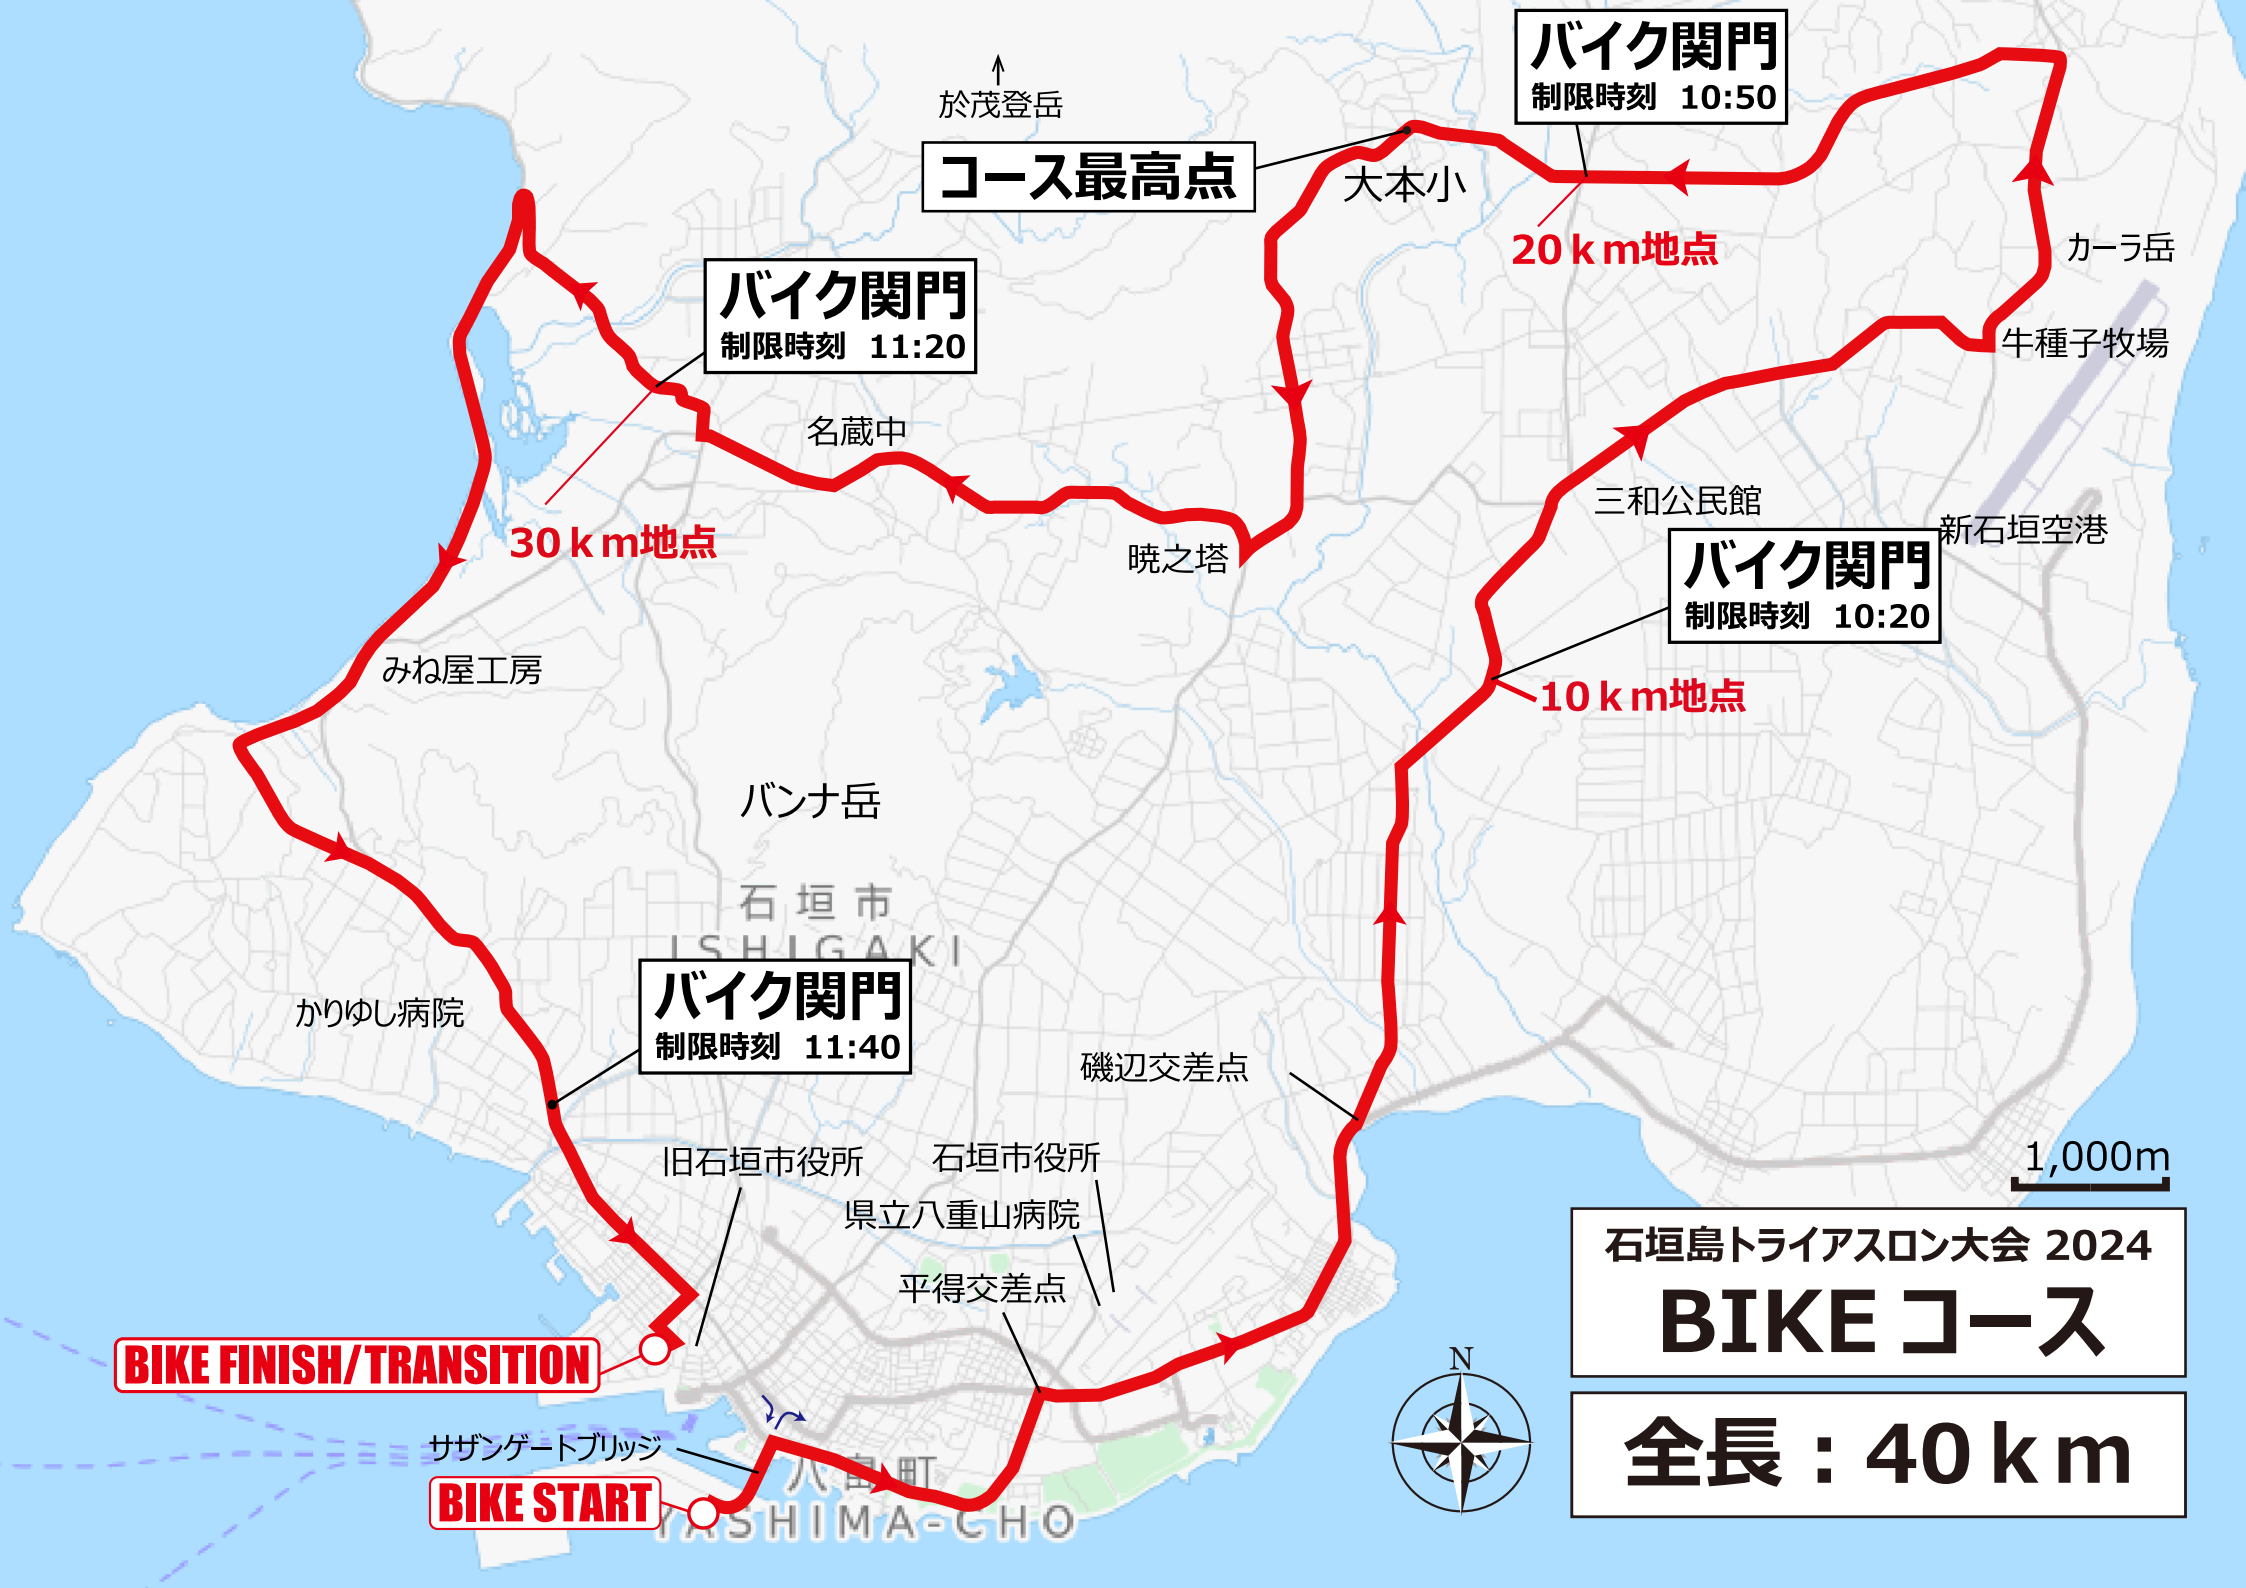 バイク関門
制限時刻 10:50
於茂登岳
コース最高点
大本小
20km地点
カーラ岳
バイク関門
制限時刻 11:20
牛種子牧場
名蔵中
三和公民館
新石垣空港
30km地点
暁之塔
バイク関門
制限時刻 10:20
みね屋工房
10km地点
バンナ岳
石垣市
ISHIGAKI
バイク関門
制限時刻 11:40
かりゆし病院
磯辺交差点
旧石垣市役所
石垣市役所
県立八重山病院
平得交差点
1,000m
石垣島トライアスロン大会 2024
BIKE コース
全長：40km
N
BIKE FINISH/TRANSITION
サザンゲートブリッジ
BIKE START
八島町
YASHIMA-CHO